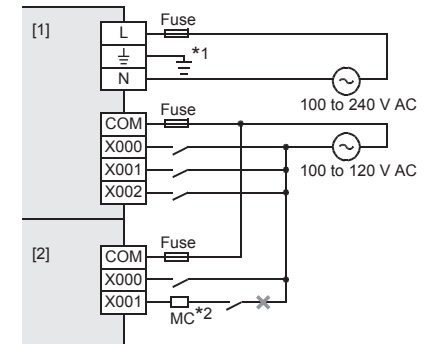 Fuse
[1]
L
*1
N
100 to 240 V AC
Fuse
COM
X000
X001
100 to 120 V AC
X002
Fuse
[2]
COM
X000
X001
MC*2